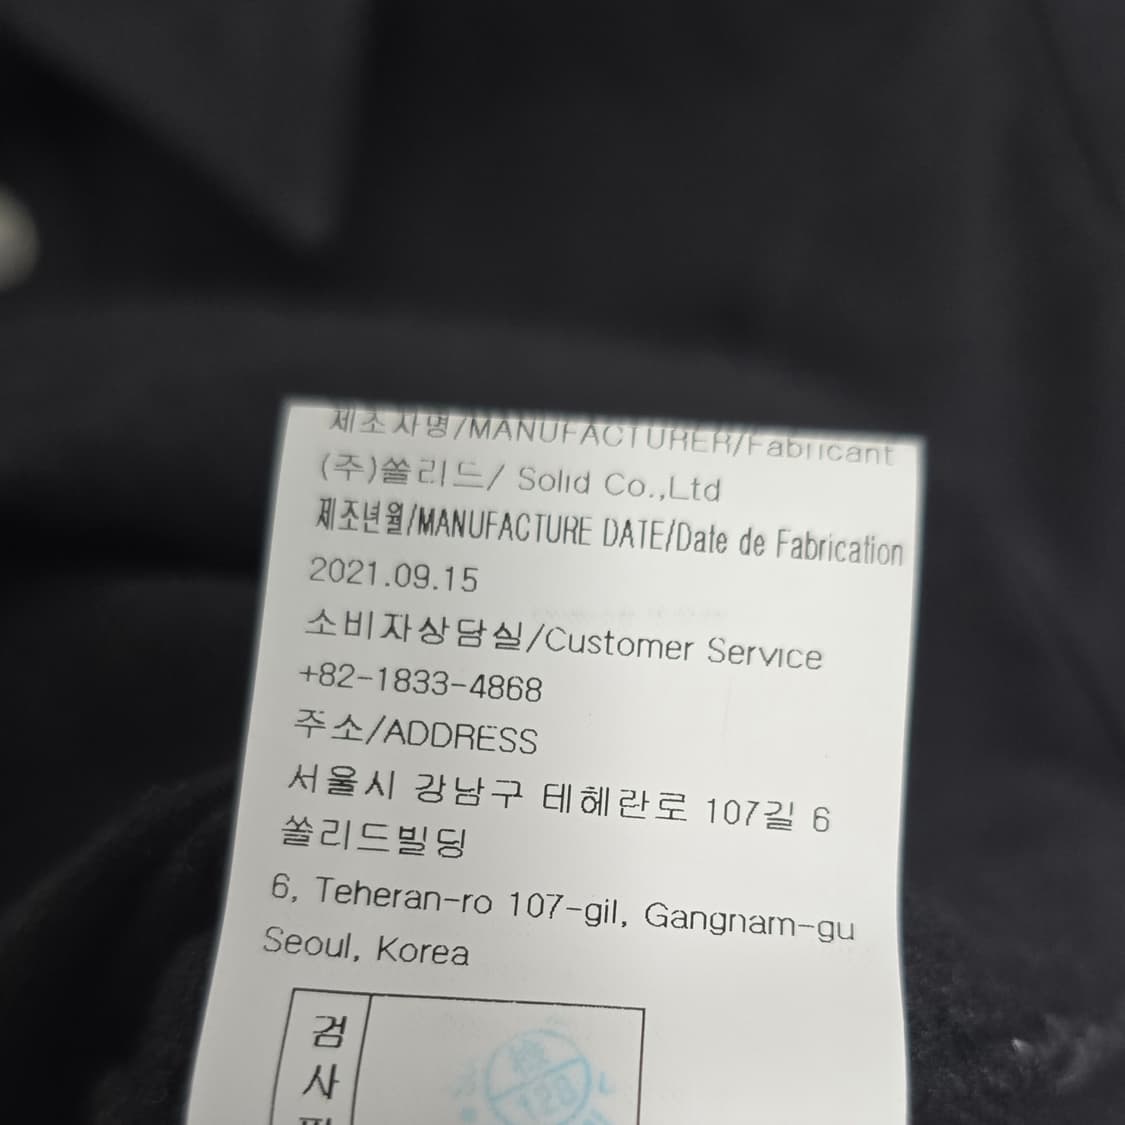 제조자명/MANUFACTURER/Fabricant
(주)쏠리드/ Solid Co.,Ltd
제조년월/MANUFACTURE DATE/Date de Fabrication
2021.09.15
소비자상담실/Customer Service
+82-1833-4868
주소/ADDRESS
서울시 강남구 테헤란로 107길 6
쏠리드빌딩
6, Teheran-ro 107-gil, Gangnam-gu
Seoul, Korea
검
사
128